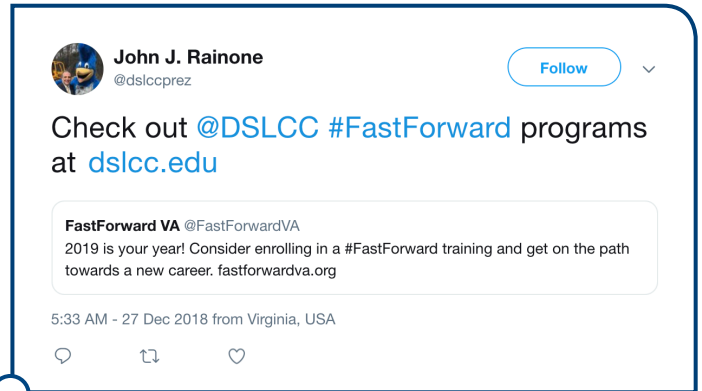 John J. Rainone
@dslccprez
Follow
Check out @DSLCC #FastForward programs
at dslcc.edu
FastForward VA @FastForwardVA
2019 is your year! Consider enrolling in a #FastForward training and get on the path
towards a new career. fastforwardva.org
5:33 AM - 27 Dec 2018 from Virginia, USA